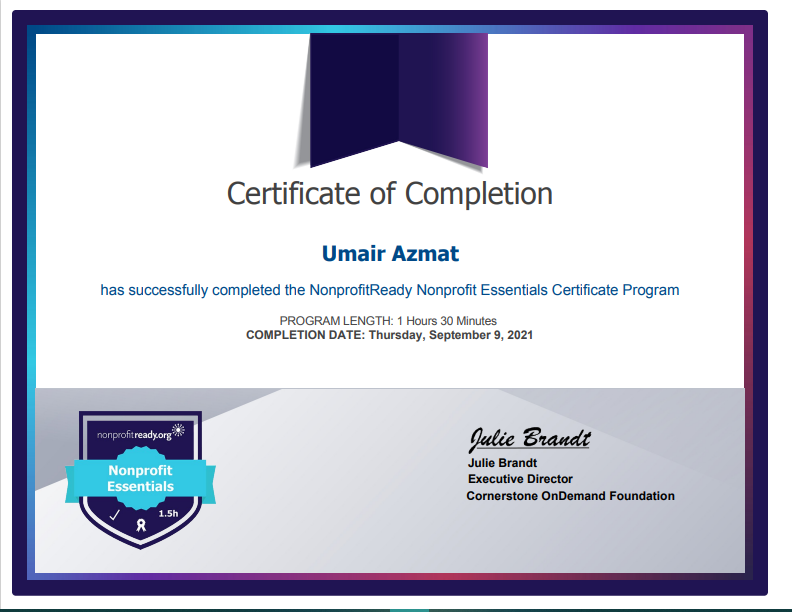 Certificate of Completion
Umair Azmat
has successfully completed the NonprofitReady Nonprofit Essentials Certificate Program
PROGRAM LENGTH: 1 Hours 30 Minutes
COMPLETION DATE: Thursday, September 9, 2021
nonprofitready.org
Nonprofit
Essentials
1.5h
Julie Brandt
Julie Brandt
Executive Director
Cornerstone OnDemand Foundation